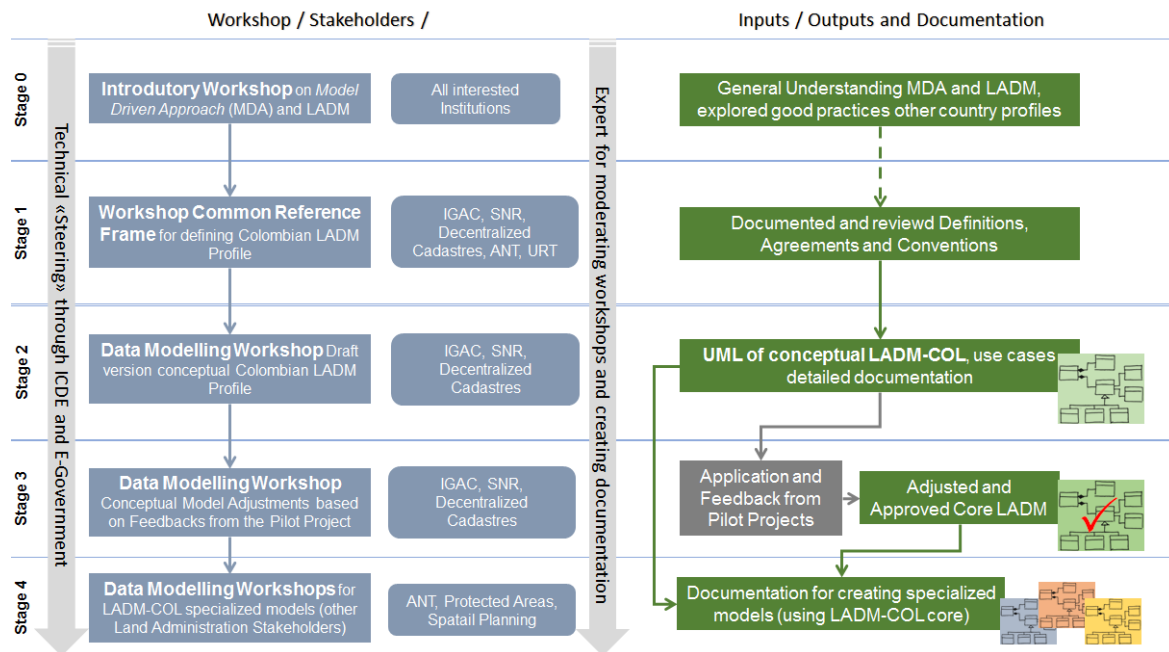 Workshop / Stakeholders /
Inputs / Outputs and Documentation
Technical «Steering» through ICDE and E-Government
Expert for moderating workshops and creating documentation
Stage 0
Introdutory Workshop on Model
Driven Approach (MDA) and LADM
All interested
Institutions
General Understanding MDA and LADM,
explored good practices other country profiles
Stage 1
Workshop Common Reference
Frame for defining Colombian LADM
Profile
IGAC, SNR,
Decentralized
Cadastres, ANT, URT
Documented and reviewd Definitions,
Agreements and Conventions
Stage 2
Data Modelling Workshop Draft
version conceptual Colombian LADM
Profile
IGAC, SNR,
Decentralized
Cadastres
UML of conceptual LADM-COL, use cases
detailed documentation
Stage 3
Data Modelling Workshop
Conceptual Model Adjustments based
on Feedbacks from the Pilot Project
IGAC, SNR,
Decentralized
Cadastres
Application and
Feedback from
Pilot Projects
Adjusted and
Approved Core LADM
Stage 4
Data Modelling Workshops for
LADM-COL specialized models (other
Land Administration Stakeholders)
ANT, Protected Areas,
Spatail Planning
Documentation for creating specialized
models (using LADM-COL core)